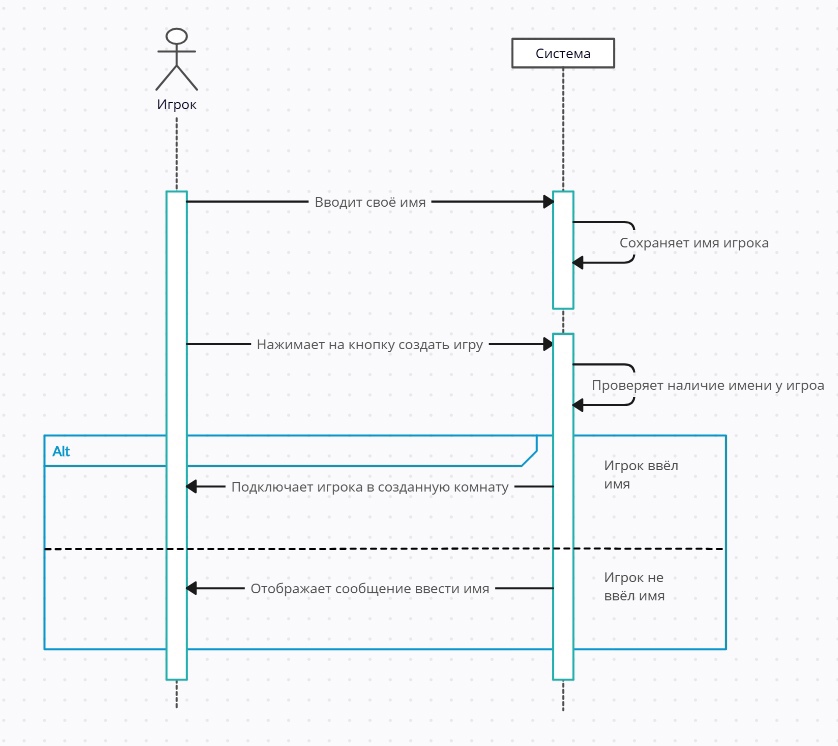 Игрок
Система
Вводит своё имя
Сохраняет имя игрока
Нажимает на кнопку создать игру
Проверяет наличие имени у игроа
Alt
Игрок ввёл
имя
Подключает игрока в созданную комнату
Игрок не
ввёл имя
Отображает сообщение ввести имя